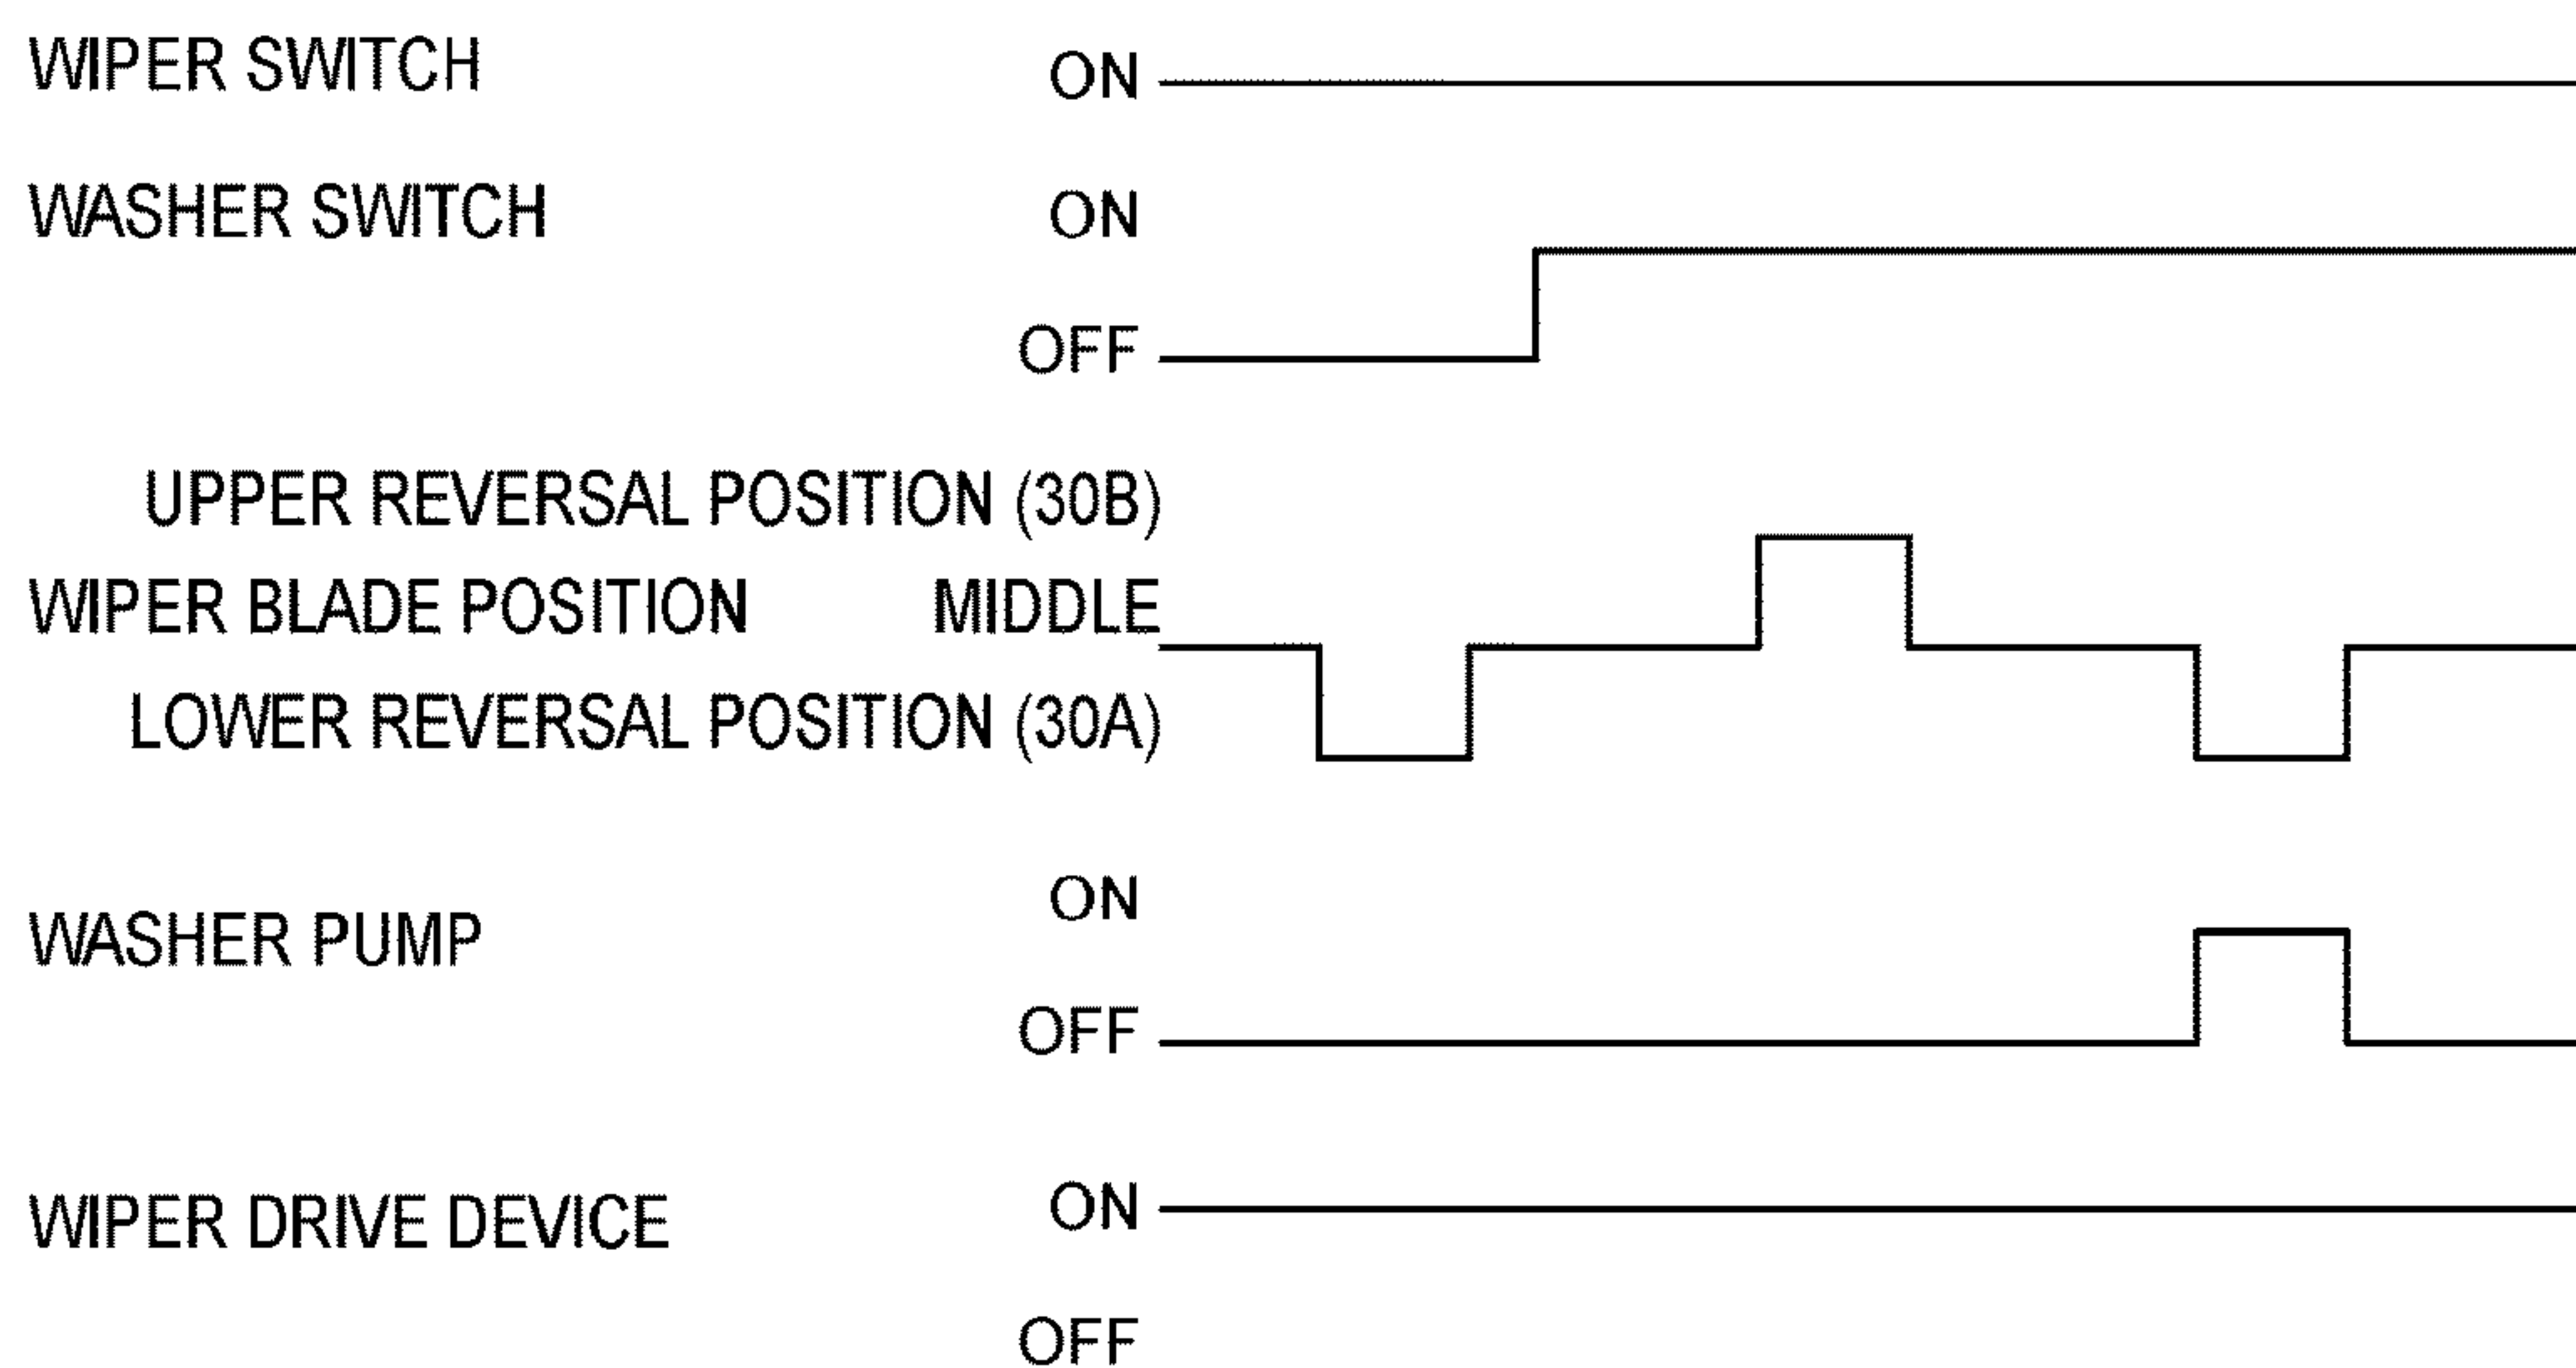 WIPER SWITCH ON
WASHER SWITCH ON
OFF
UPPER REVERSAL POSITION (30B)
WIPER BLADE POSITION MIDDLE
LOWER REVERSAL POSITION (30A)
ON
WASHER PUMP
OFF
WIPER DRIVE DEVICE ON
OFF